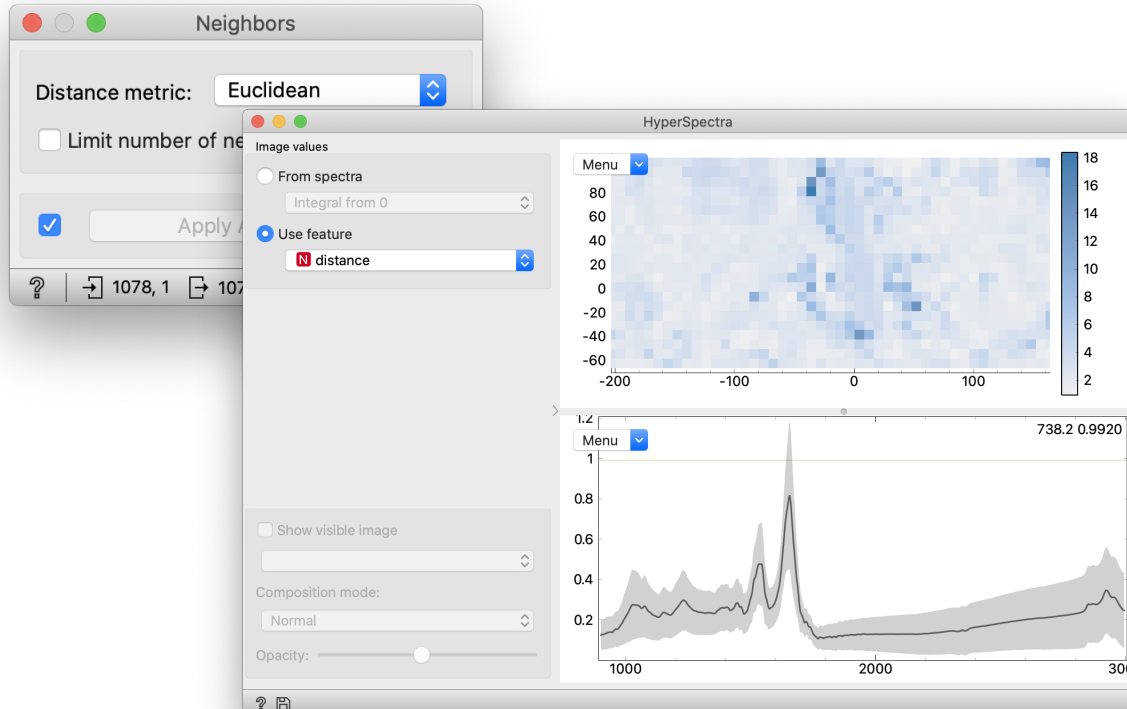 Neighbors
Distance metric: Euclidean
Limit number of ne
Apply A
? 1078, 1 107
HyperSpectra
Image values
From spectra
Integral from 0
Use feature
N distance
Show visible image
Composition mode:
Normal
Opacity:
?
Menu
80
60
40
20
0
-20
-40
-60
-200 -100 0 100
18
16
14
12
10
8
6
4
2
Menu
738.2 0.9920
1.2
1
0.8
0.6
0.4
0.2
1000 2000 300